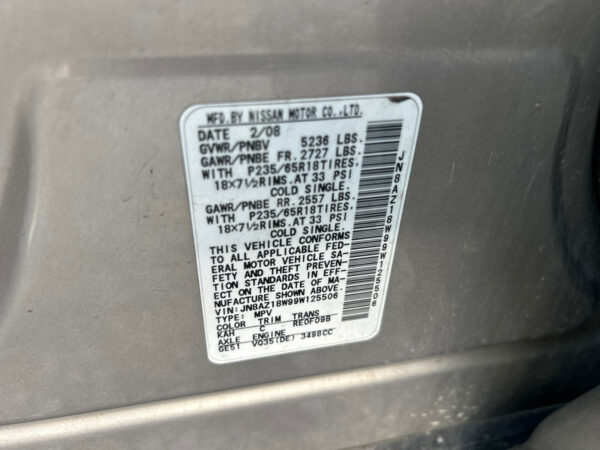 MFD.BY NISSAN MOTOR CO.,LTD.
DATE 2/08
GVWR/PNBV 5236 LBS.
GAWR/PNBE FR. 2727 LBS.
WITH P235/65R18TIRES.
18×7½RIMS.AT 33 PSI
COLD SINGLE.
GAWR/PNBE RR. 2557 LBS.
WITH P235/65R18TIRES.
18×7½RIMS.AT 33 PSI
COLD SINGLE.
THIS VEHICLE CONFORMS
TO ALL APPLICABLE FED-
ERAL MOTOR VEHICLE SA-
FETY AND THEFT PREVEN-
TION STANDARDS IN EFF-
ECT ON THE DATE OF MA-
NUFACTURE SHOWN ABOVE.
VIN: JN8AZ18W99W125506
TYPE: MPV
COLOR TRIM TRANS
KAH C RE0F09B
AXLE ENGINE
GE51 VQ35(DE) 3498CC
JN8AZ18W99W125506